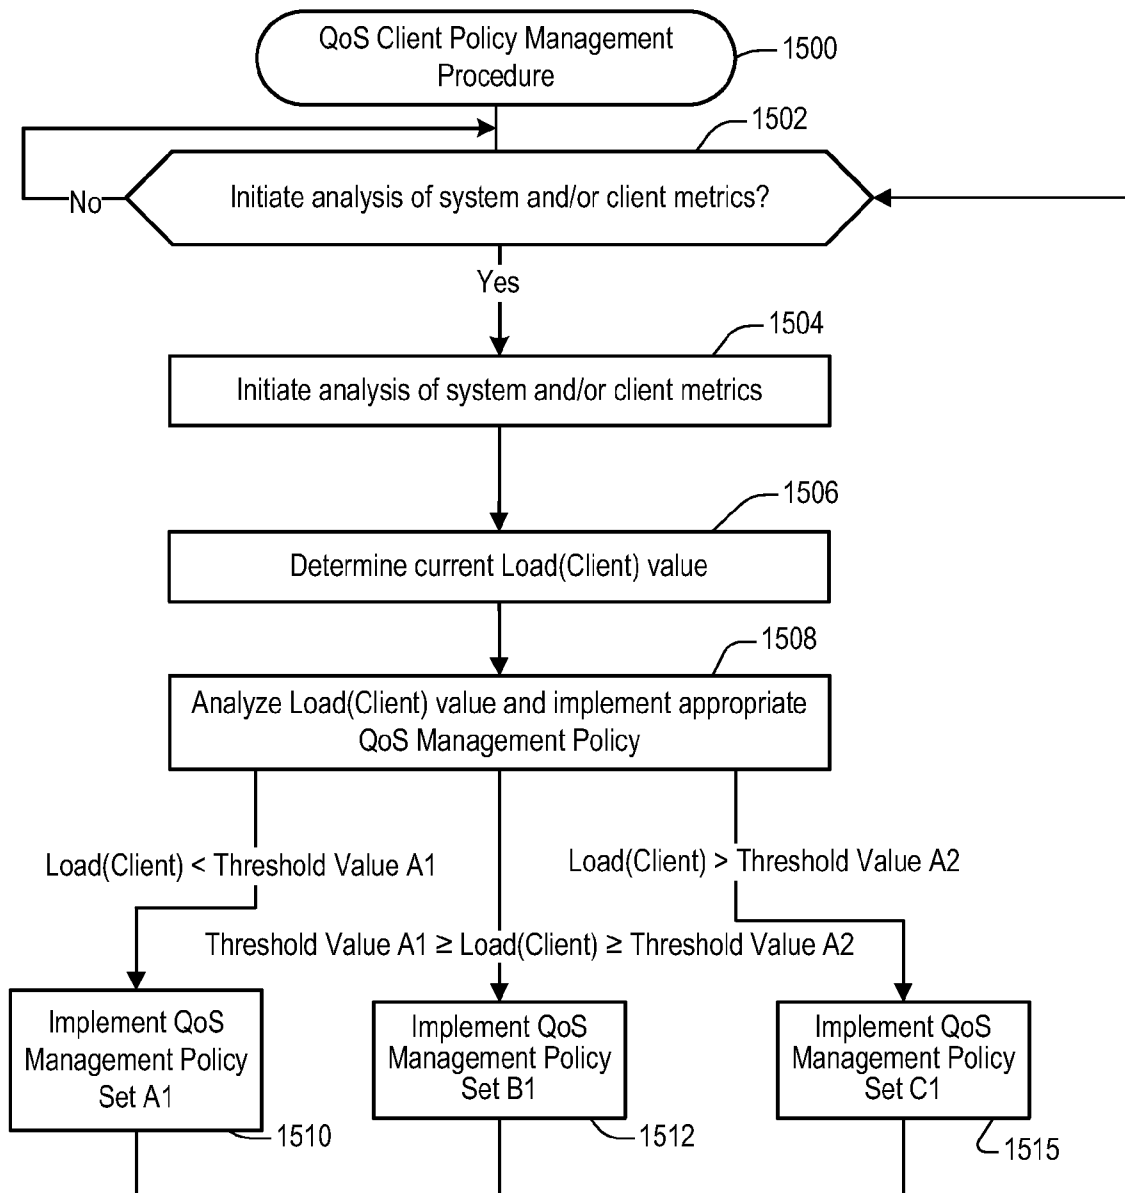 QoS Client Policy Management
Procedure
1500
1502
Initiate analysis of system and/or client metrics?
No
Yes
1504
Initiate analysis of system and/or client metrics
1506
Determine current Load(Client) value
1508
Analyze Load(Client) value and implement appropriate
QoS Management Policy
Load(Client) < Threshold Value A1
Load(Client) > Threshold Value A2
Threshold Value A1 ≥ Load(Client) ≥ Threshold Value A2
Implement QoS
Management Policy
Set A1
1510
Implement QoS
Management Policy
Set B1
1512
Implement QoS
Management Policy
Set C1
1515